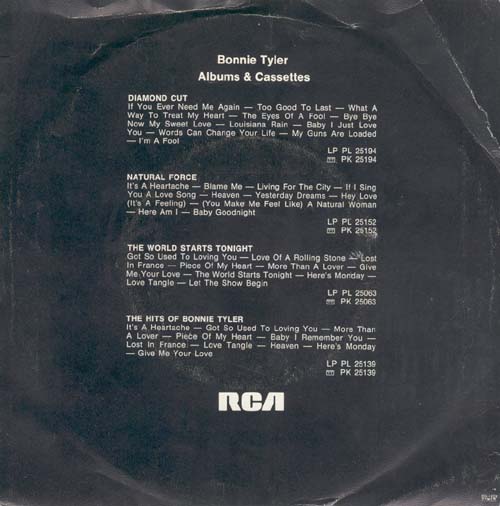 Bonnie Tyler
Albums & Cassettes
DIAMOND CUT
If You Ever Need Me Again — Too Good To Last — What A
Way To Treat My Heart — The Eyes Of A Fool — Bye Bye
Now My Sweet Love — Louisiana Rain — Baby I Just Love
You — Words Can Change Your Life — My Guns Are Loaded
— I'm A Fool
LP PL 25194
PK 25194
NATURAL FORCE
It's A Heartache — Blame Me — Living For The City — If I Sing
You A Love Song — Heaven — Yesterday Dreams — Hey Love
(It's A Feeling) — (You Make Me Feel Like) A Natural Woman
— Here Am I — Baby Goodnight
LP PL 25152
PK 25152
THE WORLD STARTS TONIGHT
Got So Used To Loving You — Love Of A Rolling Stone — Lost
In France — Piece Of My Heart — More Than A Lover — Give
Me Your Love — The World Starts Tonight — Here's Monday —
Love Tangle — Let The Show Begin
LP PL 25063
PK 25063
THE HITS OF BONNIE TYLER
It's A Heartache — Got So Used To Loving You — More Than
A Lover — Piece Of My Heart — Baby I Remember You —
Lost In France — Love Tangle — Heaven — Here's Monday
— Give Me Your Love
LP PL 25139
PK 25139
RCA